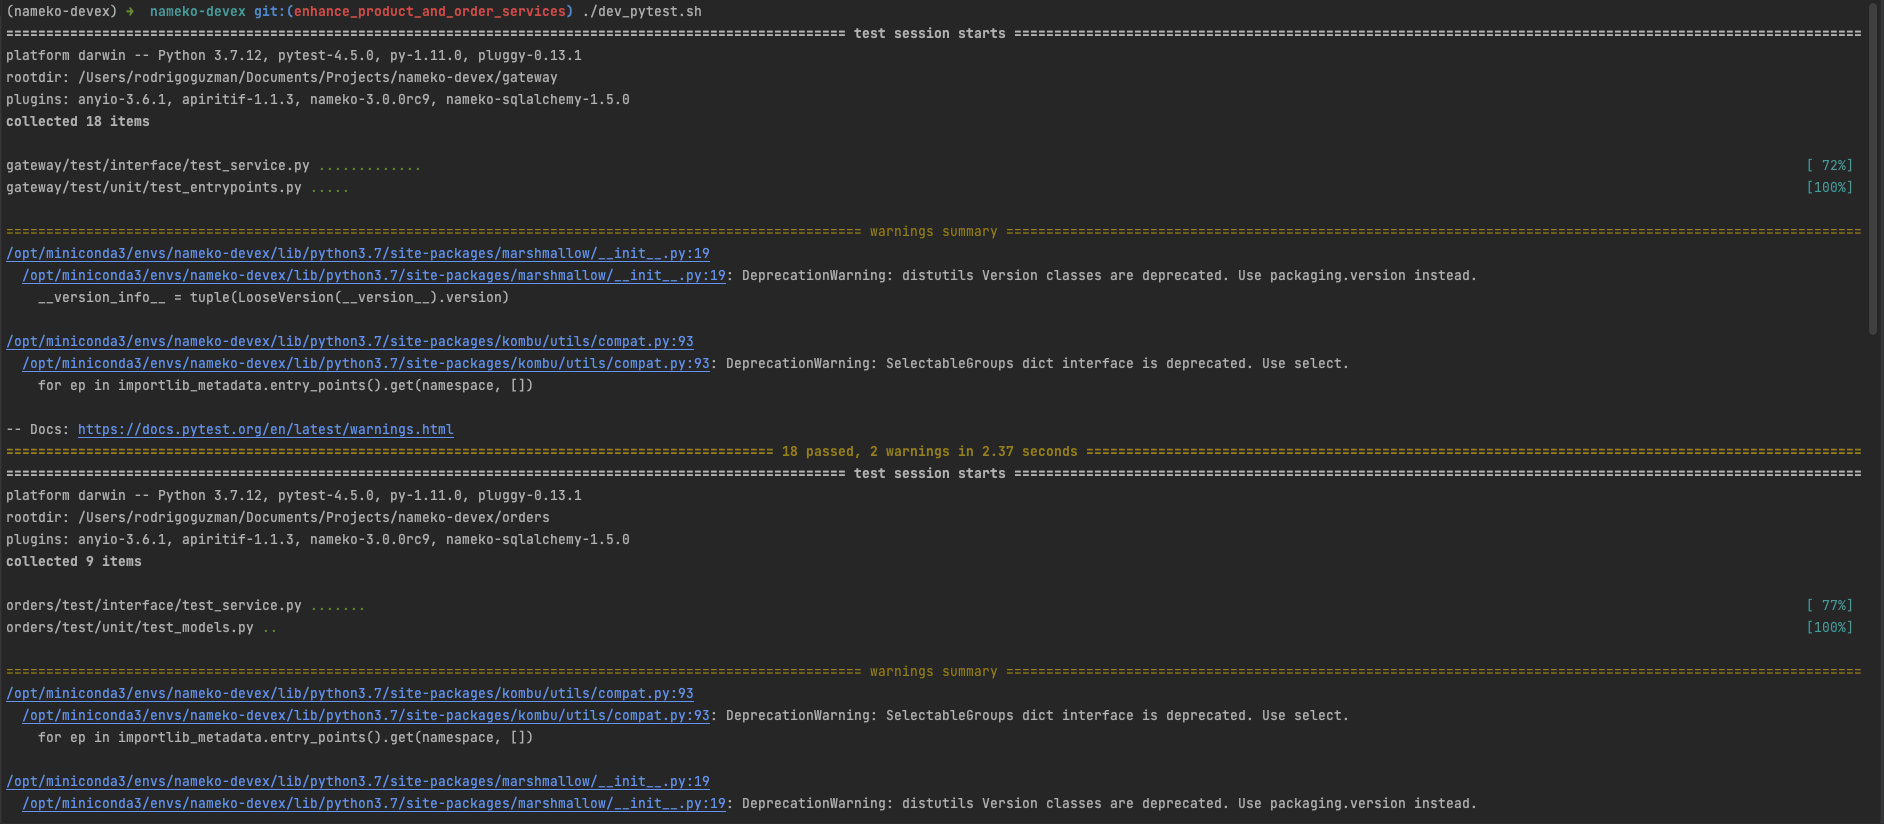 (nameko-devex) → nameko-devex git:(enhance_product_and_order_services) ./dev_pytest.sh
========================================================================================================= test session starts ==========================================================================================================
platform darwin -- Python 3.7.12, pytest-4.5.0, py-1.11.0, pluggy-0.13.1
rootdir: /Users/rodrigoguzman/Documents/Projects/nameko-devex/gateway
plugins: anyio-3.6.1, apiritif-1.1.3, nameko-3.0.0rc9, nameko-sqlalchemy-1.5.0
collected 18 items
gateway/test/interface/test_service.py ............. [ 72%]
gateway/test/unit/test_entrypoints.py ..... [100%]
=========================================================================================================== warnings summary ===========================================================================================================
/opt/miniconda3/envs/nameko-devex/lib/python3.7/site-packages/marshmallow/__init__.py:19
/opt/miniconda3/envs/nameko-devex/lib/python3.7/site-packages/marshmallow/__init__.py:19: DeprecationWarning: distutils Version classes are deprecated. Use packaging.version instead.
__version_info__ = tuple(LooseVersion(__version__).version)
/opt/miniconda3/envs/nameko-devex/lib/python3.7/site-packages/kombu/utils/compat.py:93
/opt/miniconda3/envs/nameko-devex/lib/python3.7/site-packages/kombu/utils/compat.py:93: DeprecationWarning: SelectableGroups dict interface is deprecated. Use select.
for ep in importlib_metadata.entry_points().get(namespace, [])
-- Docs: https://docs.pytest.org/en/latest/warnings.html
================================================================================================ 18 passed, 2 warnings in 2.37 seconds =================================================================================================
========================================================================================================= test session starts ==========================================================================================================
platform darwin -- Python 3.7.12, pytest-4.5.0, py-1.11.0, pluggy-0.13.1
rootdir: /Users/rodrigoguzman/Documents/Projects/nameko-devex/orders
plugins: anyio-3.6.1, apiritif-1.1.3, nameko-3.0.0rc9, nameko-sqlalchemy-1.5.0
collected 9 items
orders/test/interface/test_service.py ....... [ 77%]
orders/test/unit/test_models.py .. [100%]
=========================================================================================================== warnings summary ===========================================================================================================
/opt/miniconda3/envs/nameko-devex/lib/python3.7/site-packages/kombu/utils/compat.py:93
/opt/miniconda3/envs/nameko-devex/lib/python3.7/site-packages/kombu/utils/compat.py:93: DeprecationWarning: SelectableGroups dict interface is deprecated. Use select.
for ep in importlib_metadata.entry_points().get(namespace, [])
/opt/miniconda3/envs/nameko-devex/lib/python3.7/site-packages/marshmallow/__init__.py:19
/opt/miniconda3/envs/nameko-devex/lib/python3.7/site-packages/marshmallow/__init__.py:19: DeprecationWarning: distutils Version classes are deprecated. Use packaging.version instead.